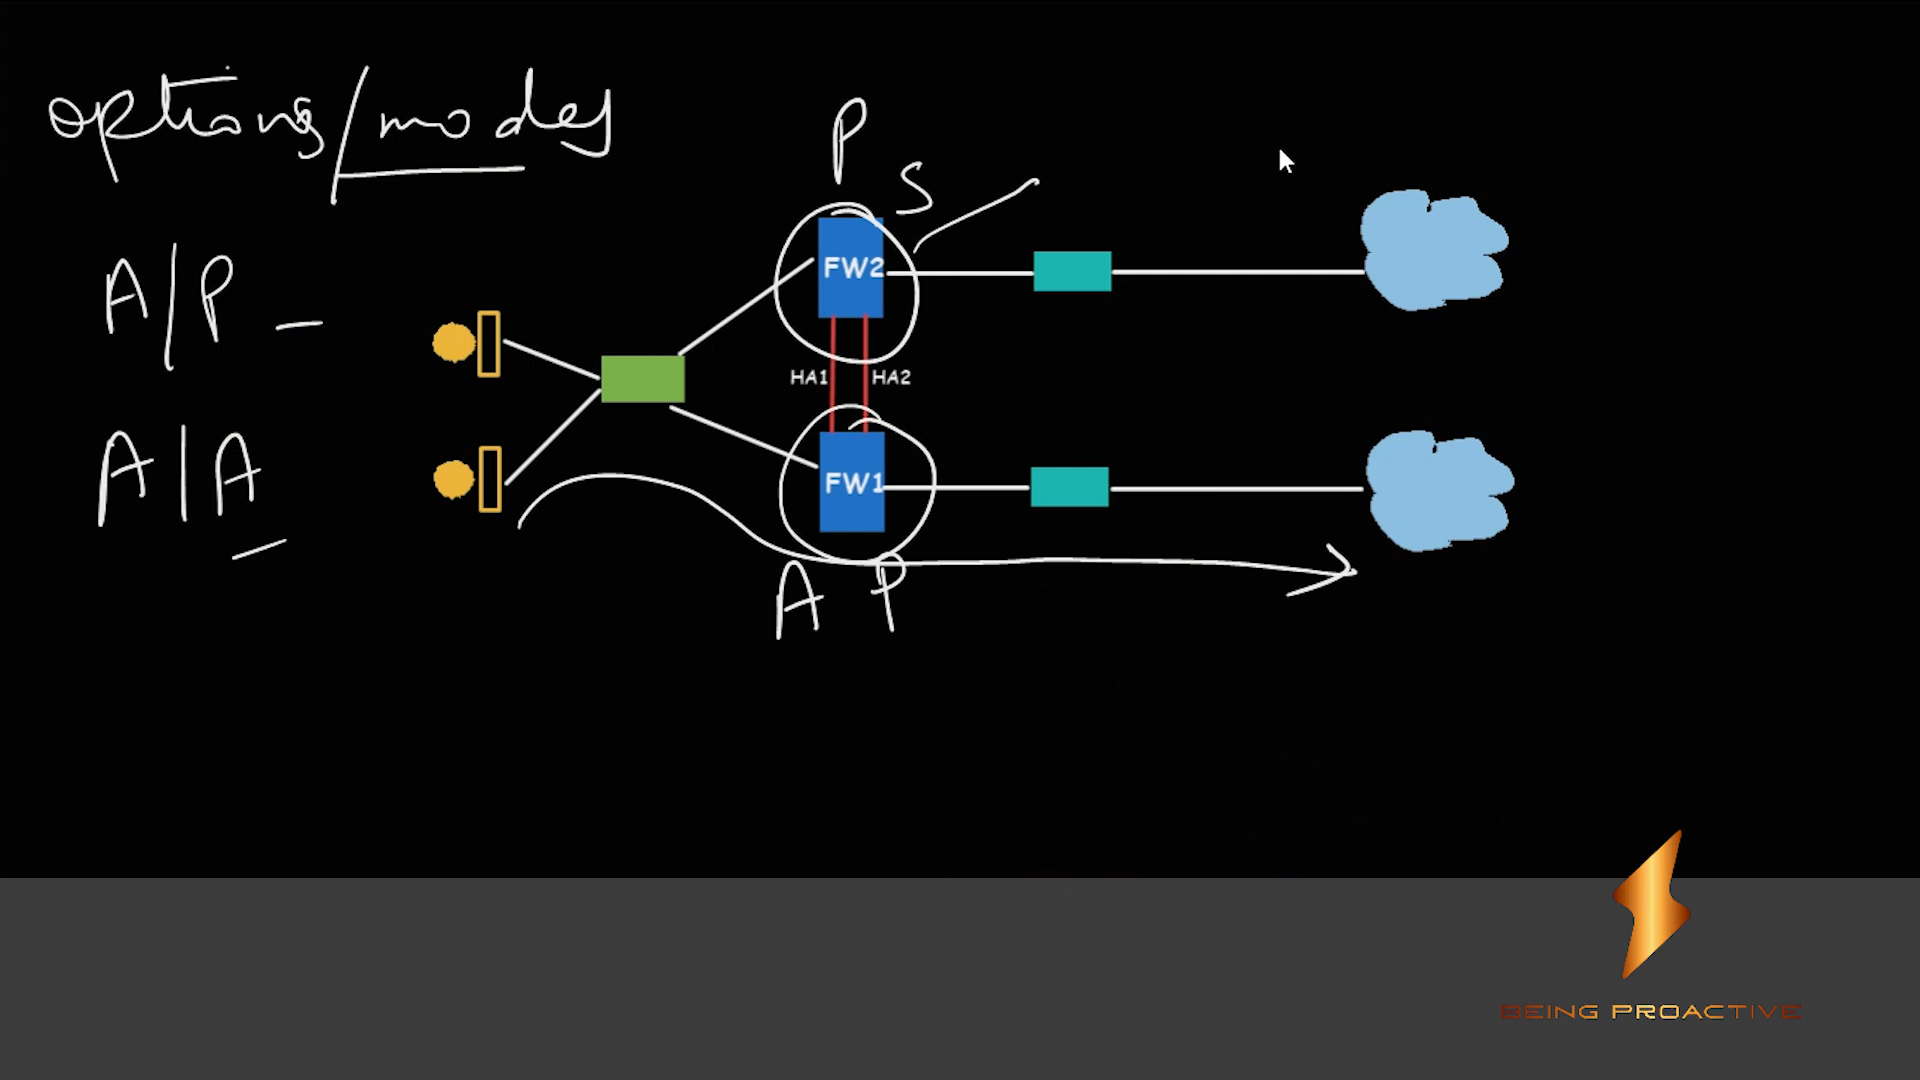 options/modes
P
S
A/P -
FW2
HA1 HA2
A|A
FW1
A P
BEING PROACTIVE